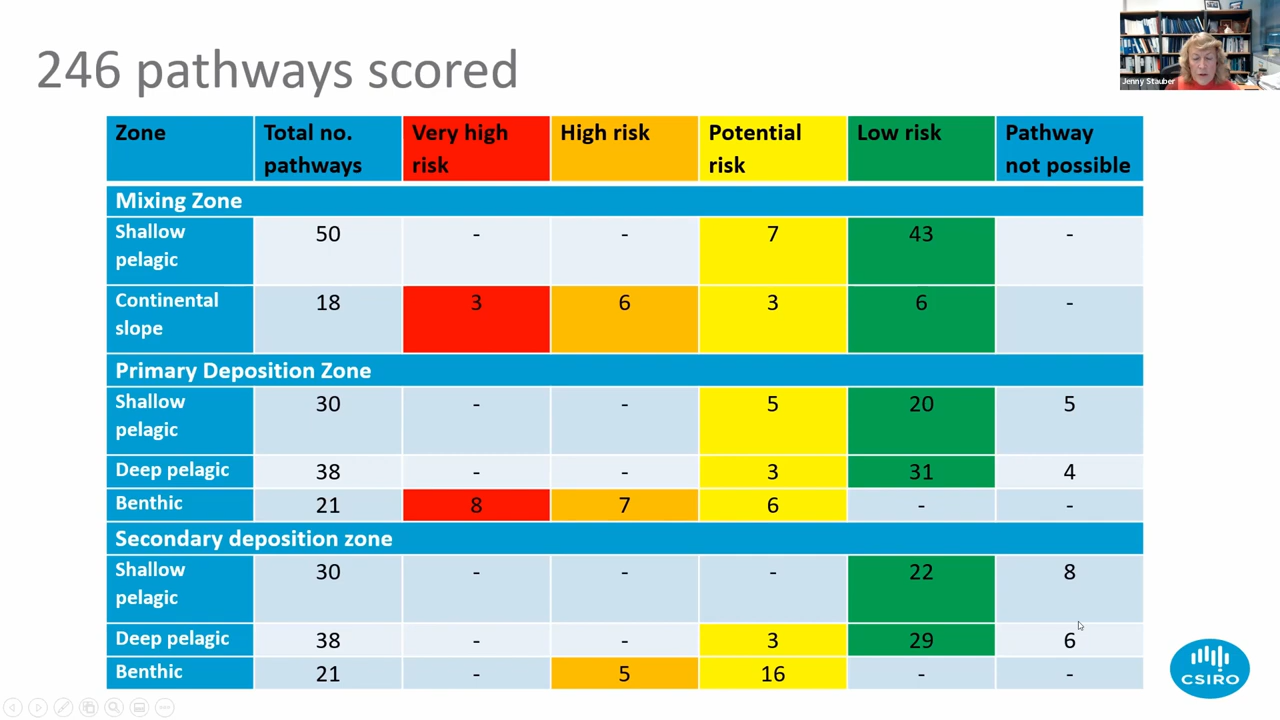 246 pathways scored
Jenny Stauber
Zone Total no. pathways Very high risk High risk Potential risk Low risk Pathway not possible
Mixing Zone
Shallow pelagic 50 - - 7 43 -
Continental slope 18 3 6 3 6 -
Primary Deposition Zone
Shallow pelagic 30 - - 5 20 5
Deep pelagic 38 - - 3 31 4
Benthic 21 8 7 6 - -
Secondary deposition zone
Shallow pelagic 30 - - - 22 8
Deep pelagic 38 - - 3 29 6
Benthic 21 - 5 16 - -
CSIRO